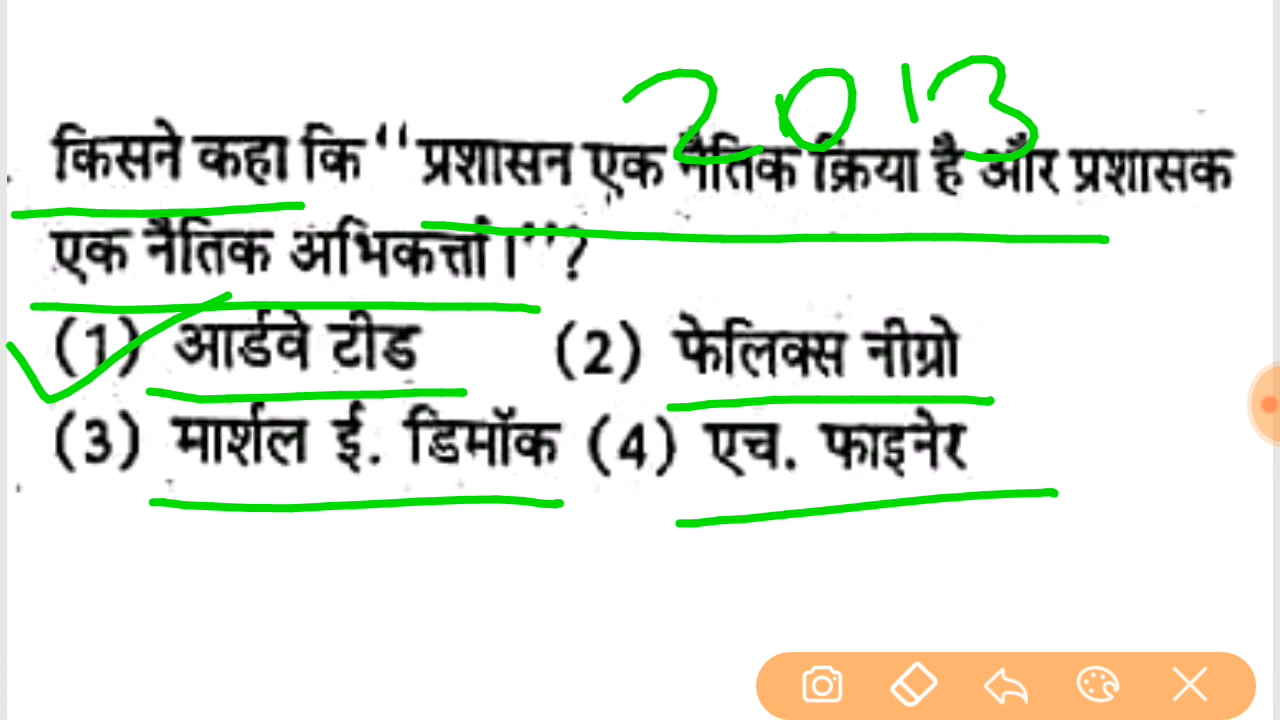 2013
किसने कहा कि “प्रशासन एक नैतिक क्रिया है और प्रशासक
एक नैतिक अभिकर्त्ता।”?
(1) आर्डवे टीड (2) फेलिक्स नीग्रो
(3) मार्शल ई. डिमॉक (4) एच. फाइनेर